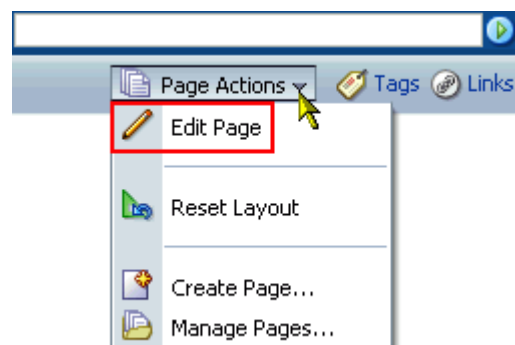 Page Actions Tags Links
Edit Page
Reset Layout
Create Page...
Manage Pages...